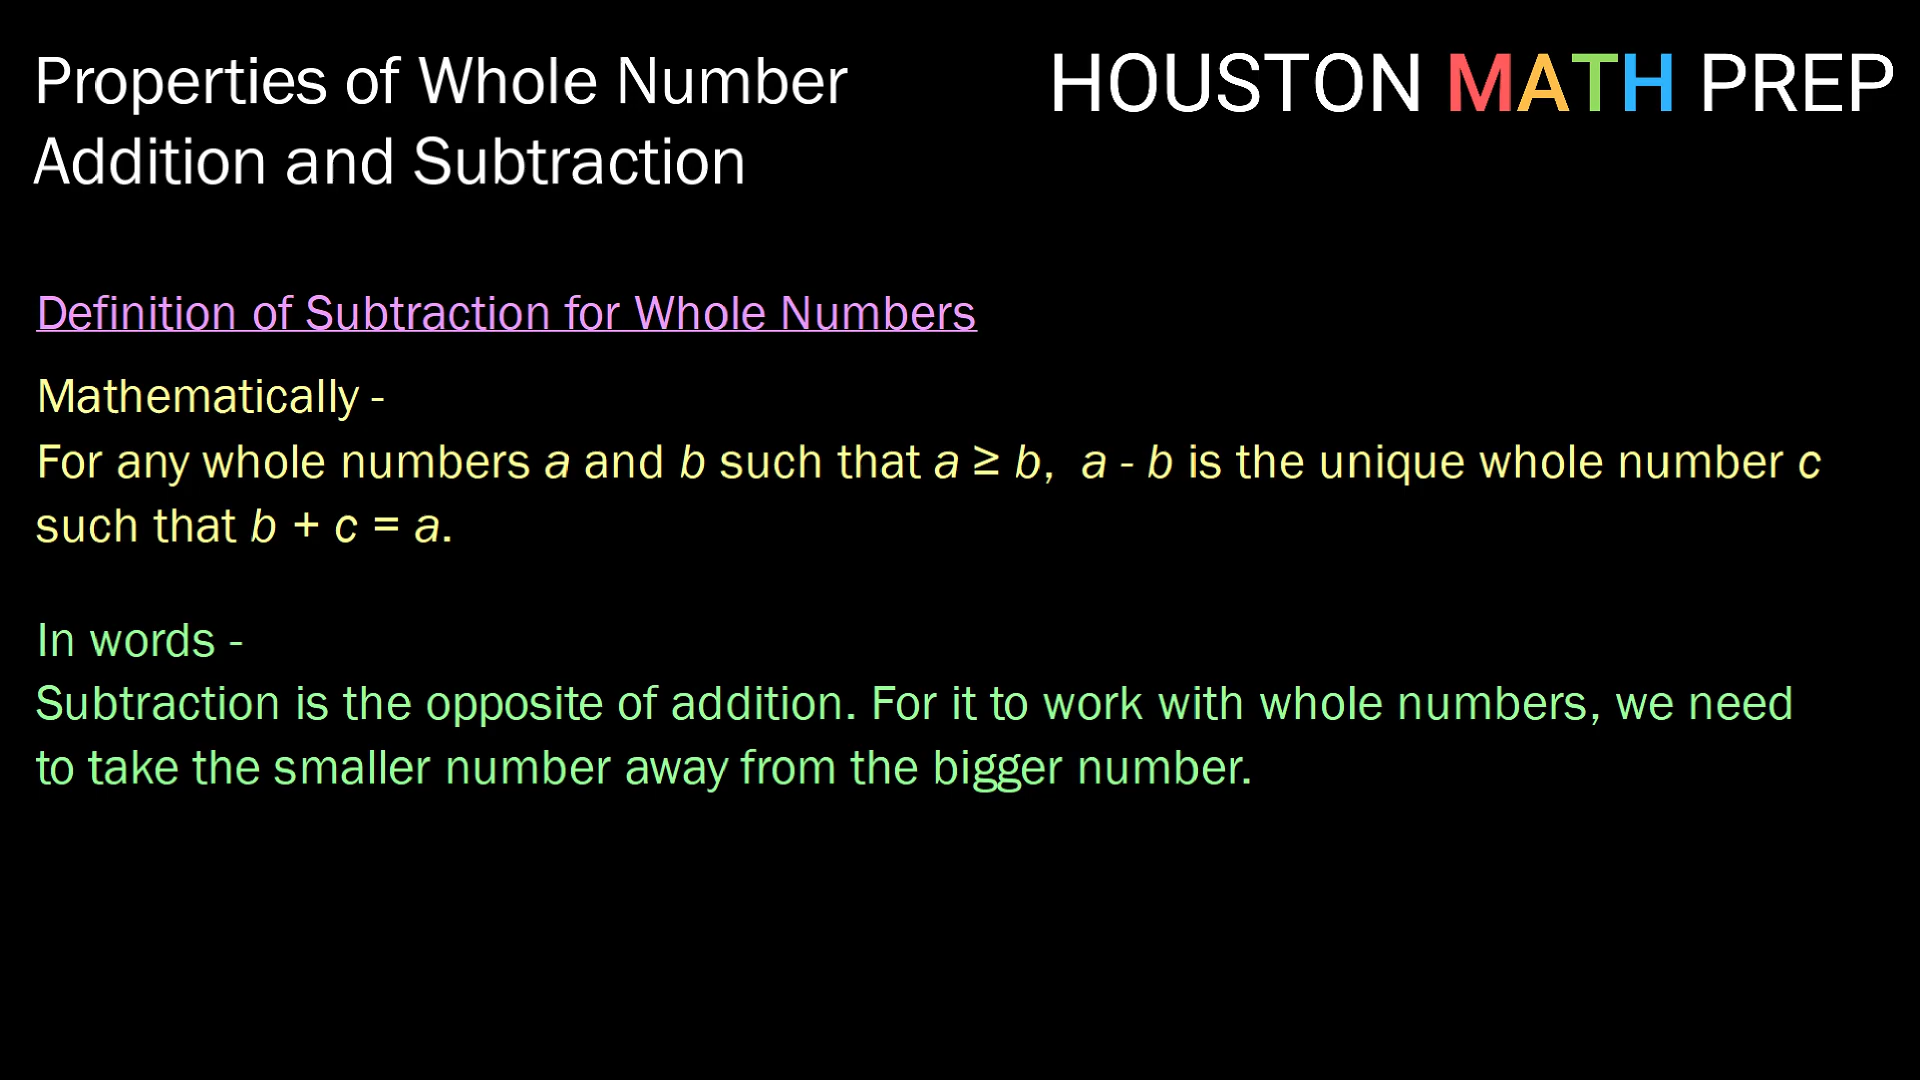 Properties of Whole Number
Addition and Subtraction
HOUSTON MATH PREP
Definition of Subtraction for Whole Numbers
Mathematically -
For any whole numbers a and b such that a ≥ b, a - b is the unique whole number c
such that b + c = a.
In words -
Subtraction is the opposite of addition. For it to work with whole numbers, we need
to take the smaller number away from the bigger number.